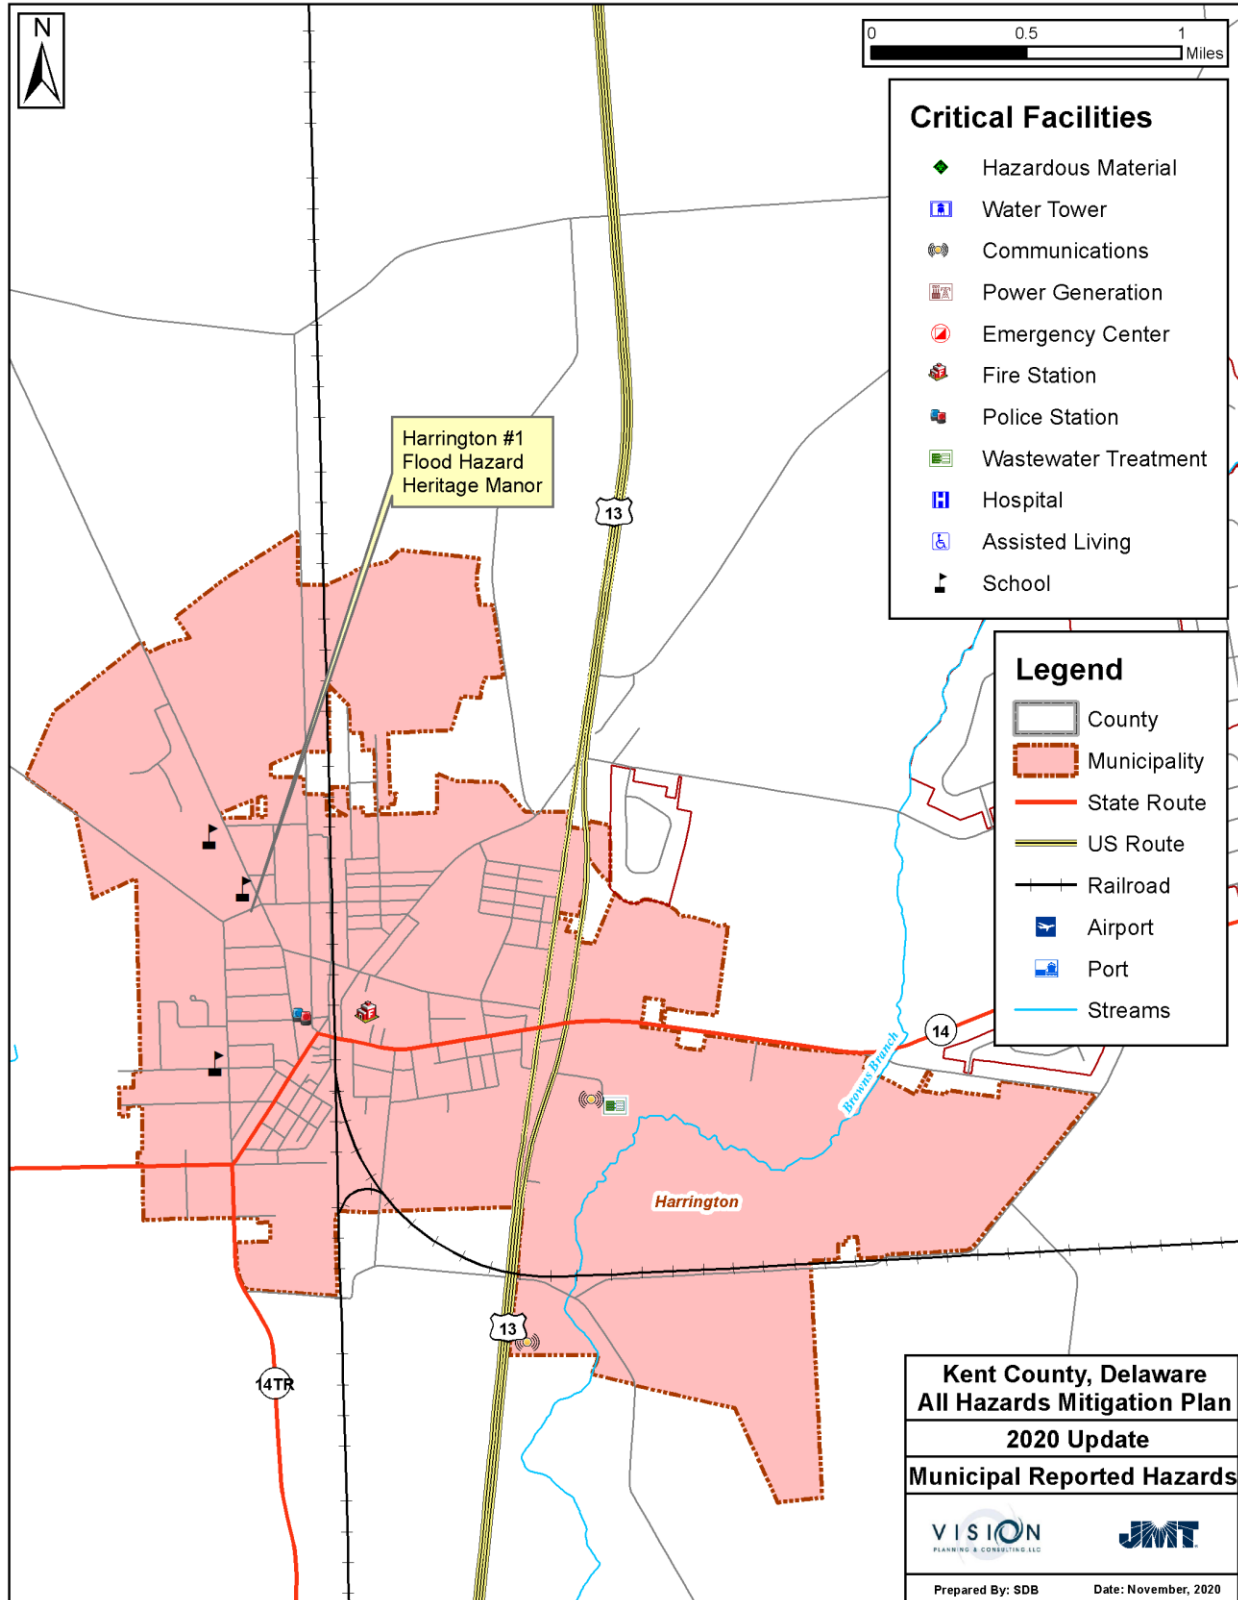 N
0 0.5 1
Miles
Critical Facilities
Hazardous Material
Water Tower
Communications
Power Generation
Emergency Center
Fire Station
Police Station
Wastewater Treatment
Hospital
Assisted Living
School
Harrington #1
Flood Hazard
Heritage Manor
13
Legend
County
Municipality
State Route
US Route
Railroad
Airport
Port
Streams
14
Browns Branch
Harrington
13
14TR
Kent County, Delaware
All Hazards Mitigation Plan
2020 Update
Municipal Reported Hazards
VISION
PLANNING & CONSULTING, LLC
JMT
Prepared By: SDB Date: November, 2020